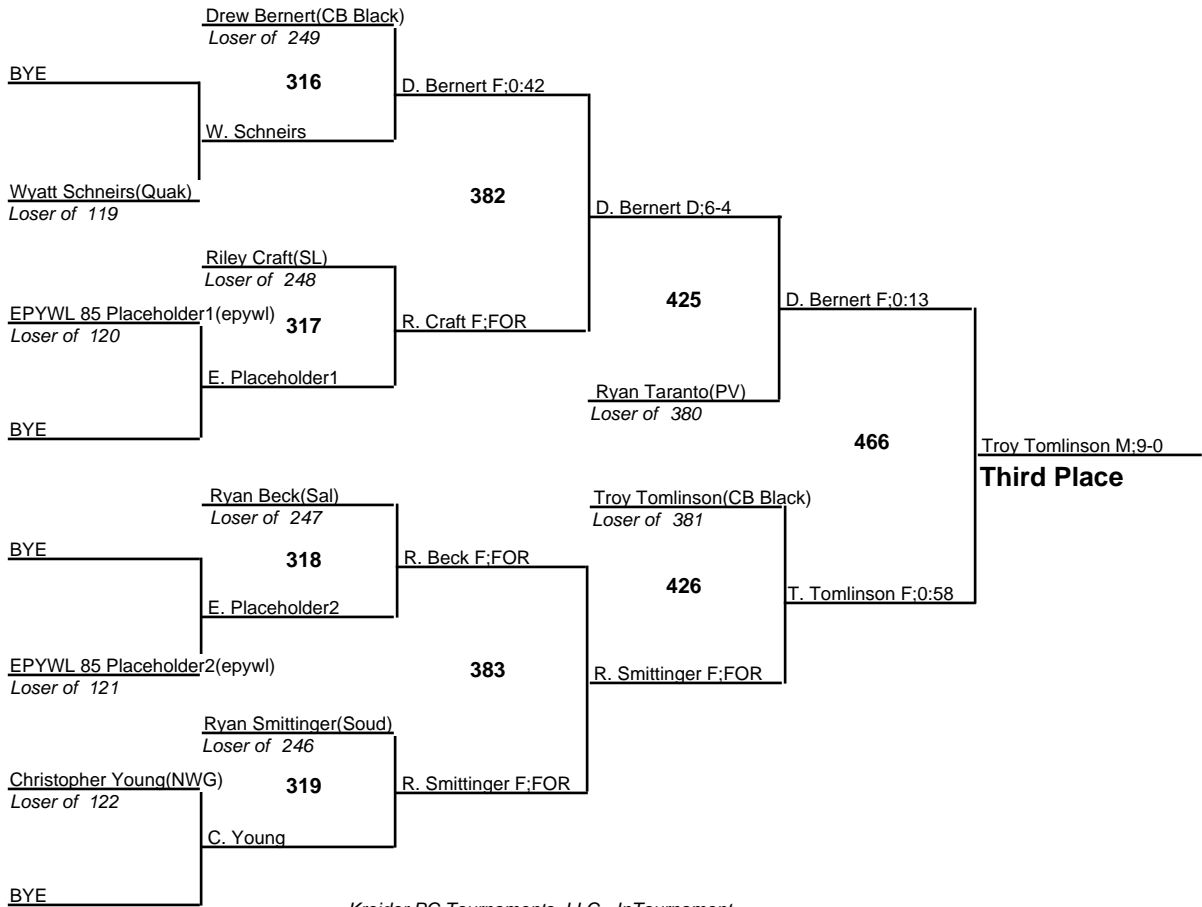 Drew Bernert(CB Black)
Loser of 249
BYE
316
D. Bernert F;0:42
W. Schneirs
Wyatt Schneirs(Quak)
Loser of 119
382
D. Bernert D;6-4
Riley Craft(SL)
Loser of 248
EPYWL 85 Placeholder1(epywl)
Loser of 120
317
R. Craft F;FOR
425
D. Bernert F;0:13
E. Placeholder1
Ryan Taranto(PV)
Loser of 380
BYE
466
Troy Tomlinson M;9-0
Third Place
Ryan Beck(Sal)
Loser of 247
Troy Tomlinson(CB Black)
Loser of 381
BYE
318
R. Beck F;FOR
426
E. Placeholder2
T. Tomlinson F;0:58
EPYWL 85 Placeholder2(epywl)
Loser of 121
383
R. Smittinger F;FOR
Ryan Smittinger(Soud)
Loser of 246
Christopher Young(NWG)
Loser of 122
319
R. Smittinger F;FOR
C. Young
BYE